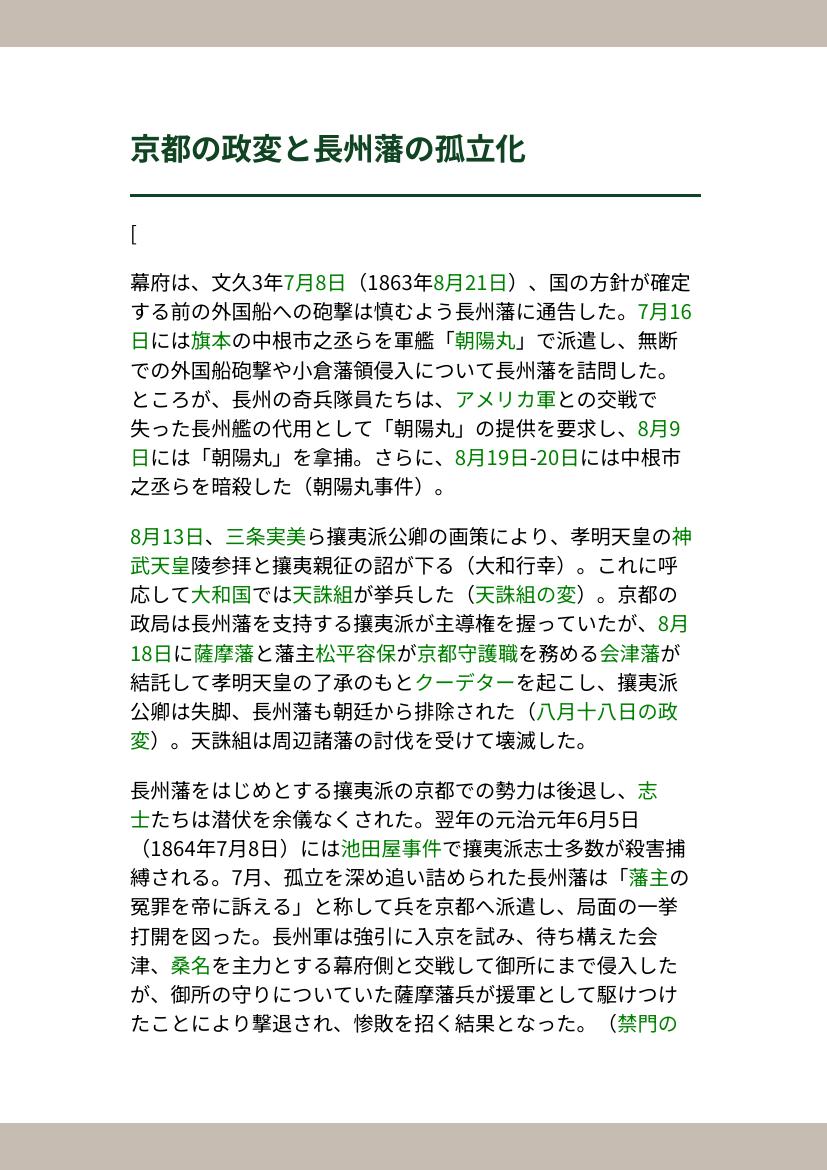 京都の政変と長州藩の孤立化
[
幕府は、文久3年7月8日（1863年8月21日）、国の方針が確定
する前の外国船への砲撃は慎むよう長州藩に通告した。7月16
日には旗本の中根市之丞らを軍艦「朝陽丸」で派遣し、無断
での外国船砲撃や小倉藩領侵入について長州藩を詰問した。
ところが、長州の奇兵隊員たちは、アメリカ軍との交戦で
失った長州艦の代用として「朝陽丸」の提供を要求し、8月9
日には「朝陽丸」を拿捕。さらに、8月19日-20日には中根市
之丞らを暗殺した（朝陽丸事件）。
8月13日、三条実美ら攘夷派公卿の画策により、孝明天皇の神
武天皇陵参拝と攘夷親征の詔が下る（大和行幸）。これに呼
応して大和国では天誅組が挙兵した（天誅組の変）。京都の
政局は長州藩を支持する攘夷派が主導権を握っていたが、8月
18日に薩摩藩と藩主松平容保が京都守護職を務める会津藩が
結託して孝明天皇の了承のもとクーデターを起こし、攘夷派
公卿は失脚、長州藩も朝廷から排除された（八月十八日の政
変）。天誅組は周辺諸藩の討伐を受けて壊滅した。
長州藩をはじめとする攘夷派の京都での勢力は後退し、志
士たちは潜伏を余儀なくされた。翌年の元治元年6月5日
（1864年7月8日）には池田屋事件で攘夷派志士多数が殺害捕
縛される。7月、孤立を深め追い詰められた長州藩は「藩主の
冤罪を帝に訴える」と称して兵を京都へ派遣し、局面の一挙
打開を図った。長州軍は強引に入京を試み、待ち構えた会
津、桑名を主力とする幕府側と交戦して御所にまで侵入した
が、御所の守りについていた薩摩藩兵が援軍として駆けつけ
たことにより撃退され、惨敗を招く結果となった。（禁門の